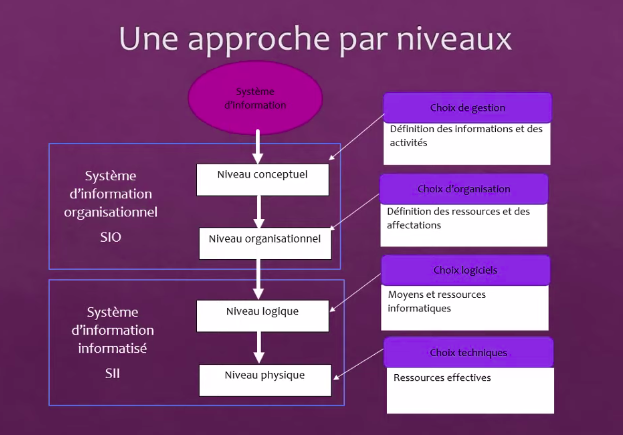 Une approche par niveaux
Système
d'information
Choix de gestion
Définition des informations et des
activités
Système
d'information
organisationnel
SIO
Niveau conceptuel
Choix d'organisation
Définition des ressources et des
affectations
Niveau organisationnel
Choix logiciels
Moyens et ressources
informatiques
Système
d'information
informatisé
SII
Niveau logique
Choix techniques
Ressources effectives
Niveau physique